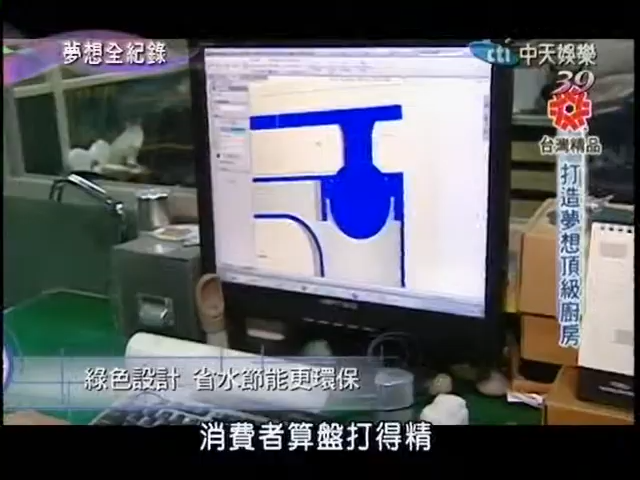 夢想全紀錄
cti 中天娛樂
39
台灣精品
打造夢想頂級廚房
綠色設計 省水節能更環保
消費者算盤打得精